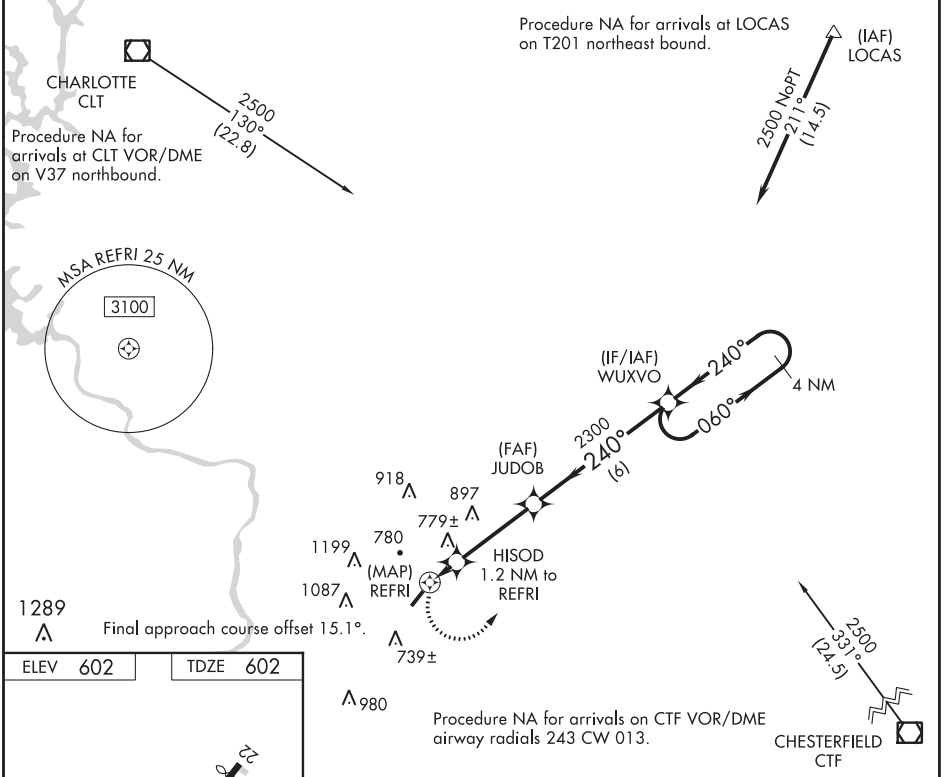 Procedure NA for arrivals at LOCAS
on T201 northeast bound.
(IAF)
LOCAS
2500 NoPT
211°
(14.5)
CHARLOTTE
CLT
2500
130°
(22.8)
Procedure NA for
arrivals at CLT VOR/DME
on V37 northbound.
MSA REFRI 25 NM
3100
(IF/IAF)
WUXVO
240°
060°
4 NM
2300
240°
(6)
(FAF)
JUDOB
918
897
779±
780
1199
(MAP)
REFRI
HISOD
1.2 NM to
REFRI
1087
1289
Final approach course offset 15.1°.
739±
980
ELEV 602
TDZE 602
22
2500
331°
(24.5)
Procedure NA for arrivals on CTF VOR/DME
airway radials 243 CW 013.
CHESTERFIELD
CTF